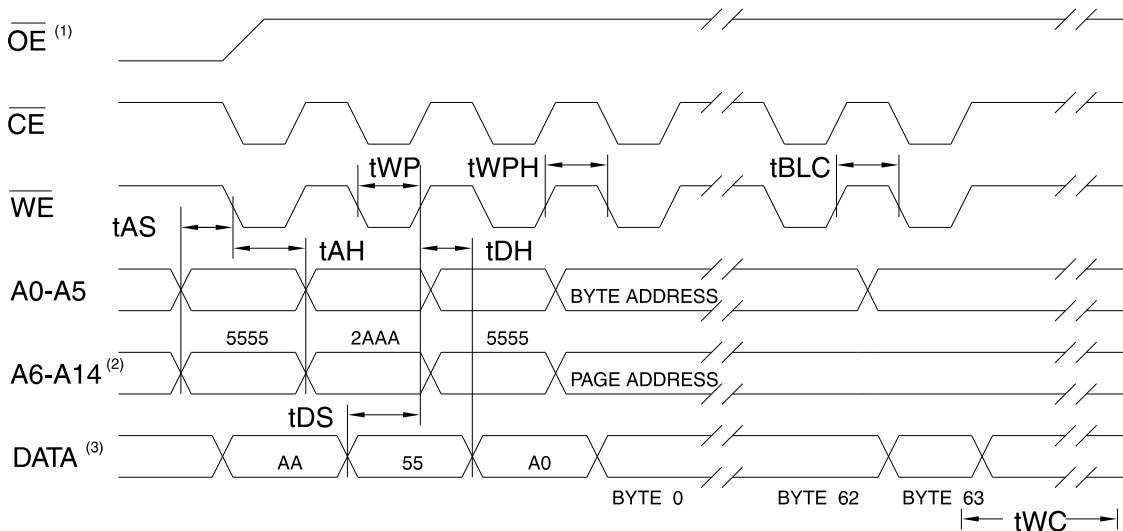 OE (1)
CE
tWP tWPH tBLC
WE
tAS
tAH tDH
A0-A5 BYTE ADDRESS
5555 2AAA 5555
A6-A14 (2) PAGE ADDRESS
tDS
DATA (3) AA 55 A0
BYTE 0 BYTE 62 BYTE 63
tWC